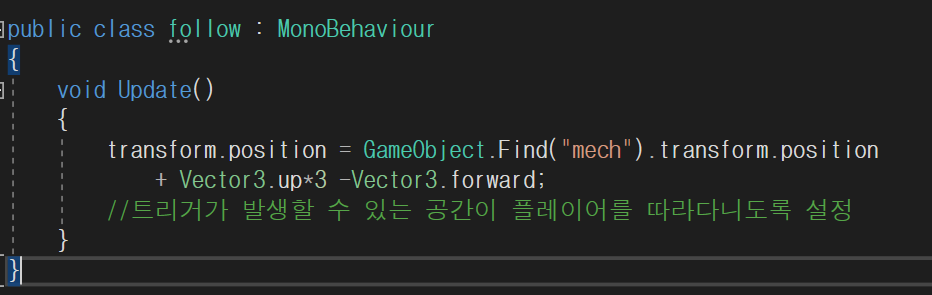 public class follow : MonoBehaviour
{
void Update()
{
transform.position = GameObject.Find("mech").transform.position
+ Vector3.up*3 -Vector3.forward;
//트리거가 발생할 수 있는 공간이 플레이어를 따라다니도록 설정
}
}